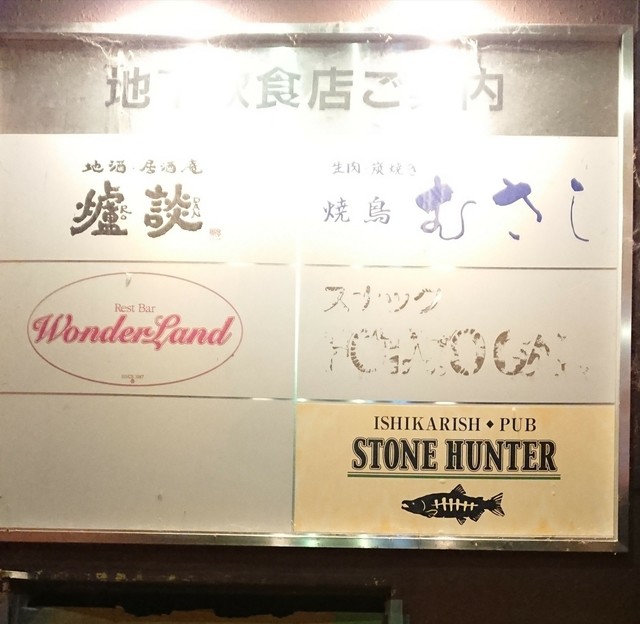 地下飲食店ご案内
地酒・居酒庵
爐談
生肉 炭焼き
焼鳥 むさし
Rest Bar
WonderLand
スナック
ISHIKARISH ◆ PUB
STONE HUNTER